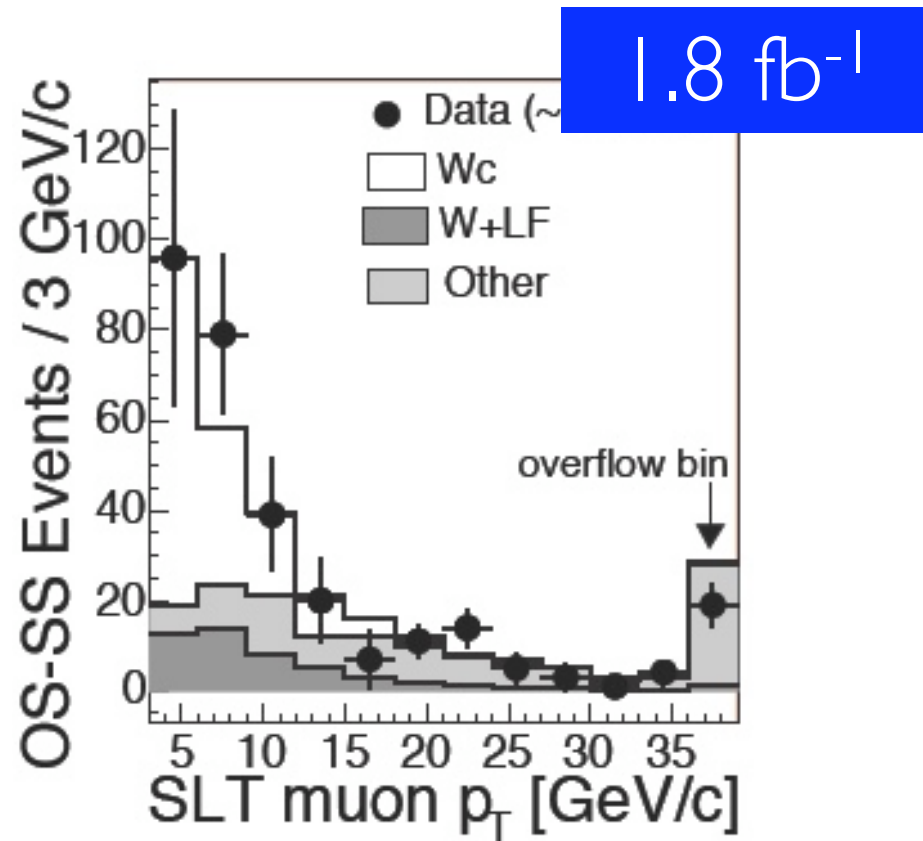 1.8 fb-1
Data (~
Wc
W+LF
Other
overflow bin
OS-SS Events / 3 GeV/c
120
100
80
60
40
20
0
5 10 15 20 25 30 35
SLT muon pT [GeV/c]